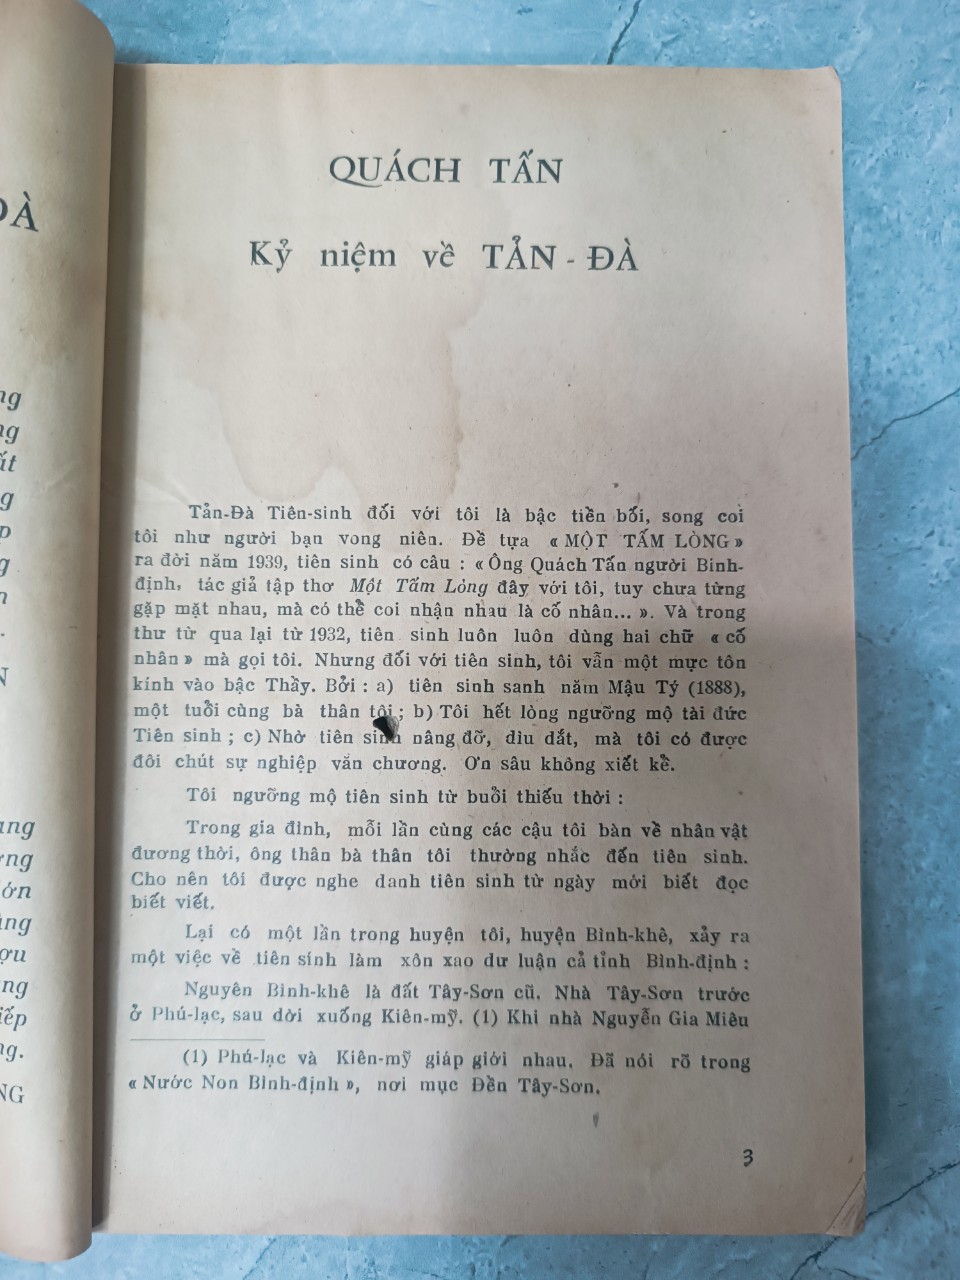 QUÁCH TẤN
Kỷ niệm về TẢN - ĐÀ
Tản-Đà Tiên-sinh đối với tôi là bậc tiền bối, song coi
tôi như người bạn vong niên. Đề tựa « MỘT TẤM LÒNG »
ra đời năm 1939, tiên sinh có câu : « Ông Quách Tấn người Bình-
định, tác giả tập thơ Một Tấm Lòng đây với tôi, tuy chưa từng
gặp mặt nhau, mà có thể coi nhận nhau là cố nhân... ». Và trong
thư từ qua lại từ 1932, tiên sinh luôn luôn dùng hai chữ « cố
nhân » mà gọi tôi. Nhưng đối với tiên sinh, tôi vẫn một mực tôn
kính vào bậc Thầy. Bởi : a) tiên sinh sanh năm Mậu Tý (1888),
một tuổi cùng bà thân tôi ; b) Tôi hết lòng ngưỡng mộ tài đức
Tiên sinh ; c) Nhờ tiên sinh nâng đỡ, dìu dắt, mà tôi có được
đôi chút sự nghiệp văn chương. Ơn sâu không xiết kể.
Tôi ngưỡng mộ tiên sinh từ buổi thiếu thời :
Trong gia đình, mỗi lần cùng các cậu tôi bàn về nhân vật
đương thời, ông thân bà thân tôi thường nhắc đến tiên sinh.
Cho nên tôi được nghe danh tiên sinh từ ngày mới biết đọc
biết viết.
Lại có một lần trong huyện tôi, huyện Bình-khê, xảy ra
một việc về tiên sính làm xôn xao dư luận cả tỉnh Bình-định :
Nguyên Bình-khê là đất Tây-Sơn cũ. Nhà Tây-Sơn trước
ở Phú-lạc, sau dời xuống Kiên-mỹ. (1) Khi nhà Nguyễn Gia Miêu
(1) Phú-lạc và Kiên-mỹ giáp giới nhau. Đã nói rõ trong
« Nước Non Bình-định », nơi mục Đền Tây-Sơn.
3